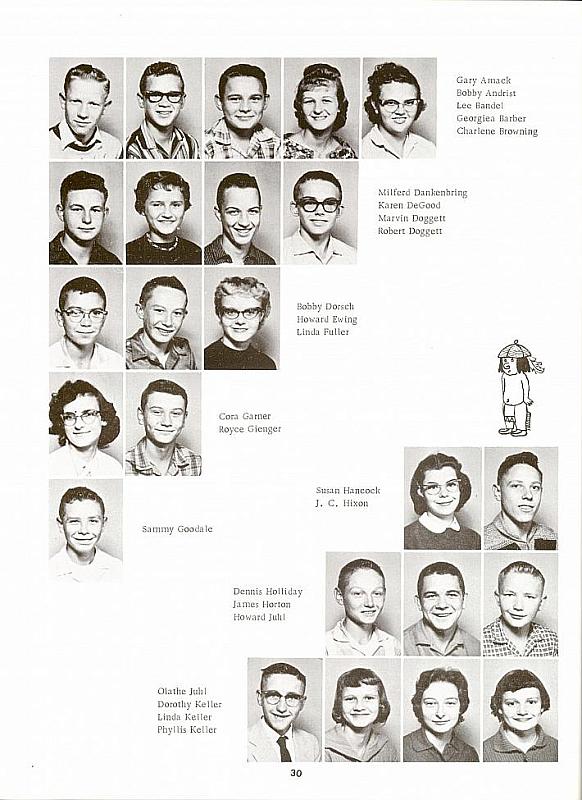 Gary Amack
Bobby Andrist
Lee Bandel
Georgiea Barber
Charlene Browning
Milferd Dankenbring
Karen DeGood
Marvin Doggett
Robert Doggett
Bobby Dorsch
Howard Ewing
Linda Fuller
Cora Garner
Royce Gienger
Susan Hancock
J. C. Hixon
Sammy Goodale
Dennis Holliday
James Horton
Howard Juhl
Olathe Juhl
Dorothy Keller
Linda Keller
Phyllis Keller
30